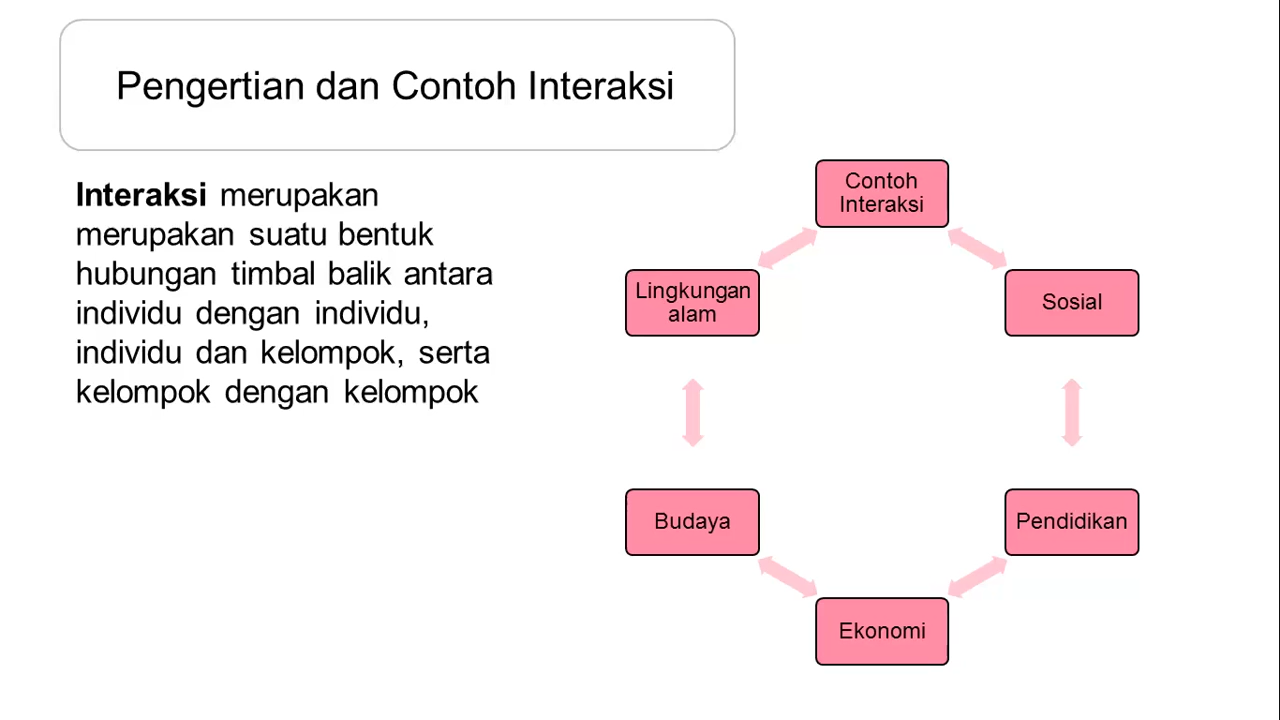 Pengertian dan Contoh Interaksi
Interaksi merupakan
merupakan suatu bentuk
hubungan timbal balik antara
individu dengan individu,
individu dan kelompok, serta
kelompok dengan kelompok
Contoh
Interaksi
Sosial
Pendidikan
Ekonomi
Budaya
Lingkungan
alam